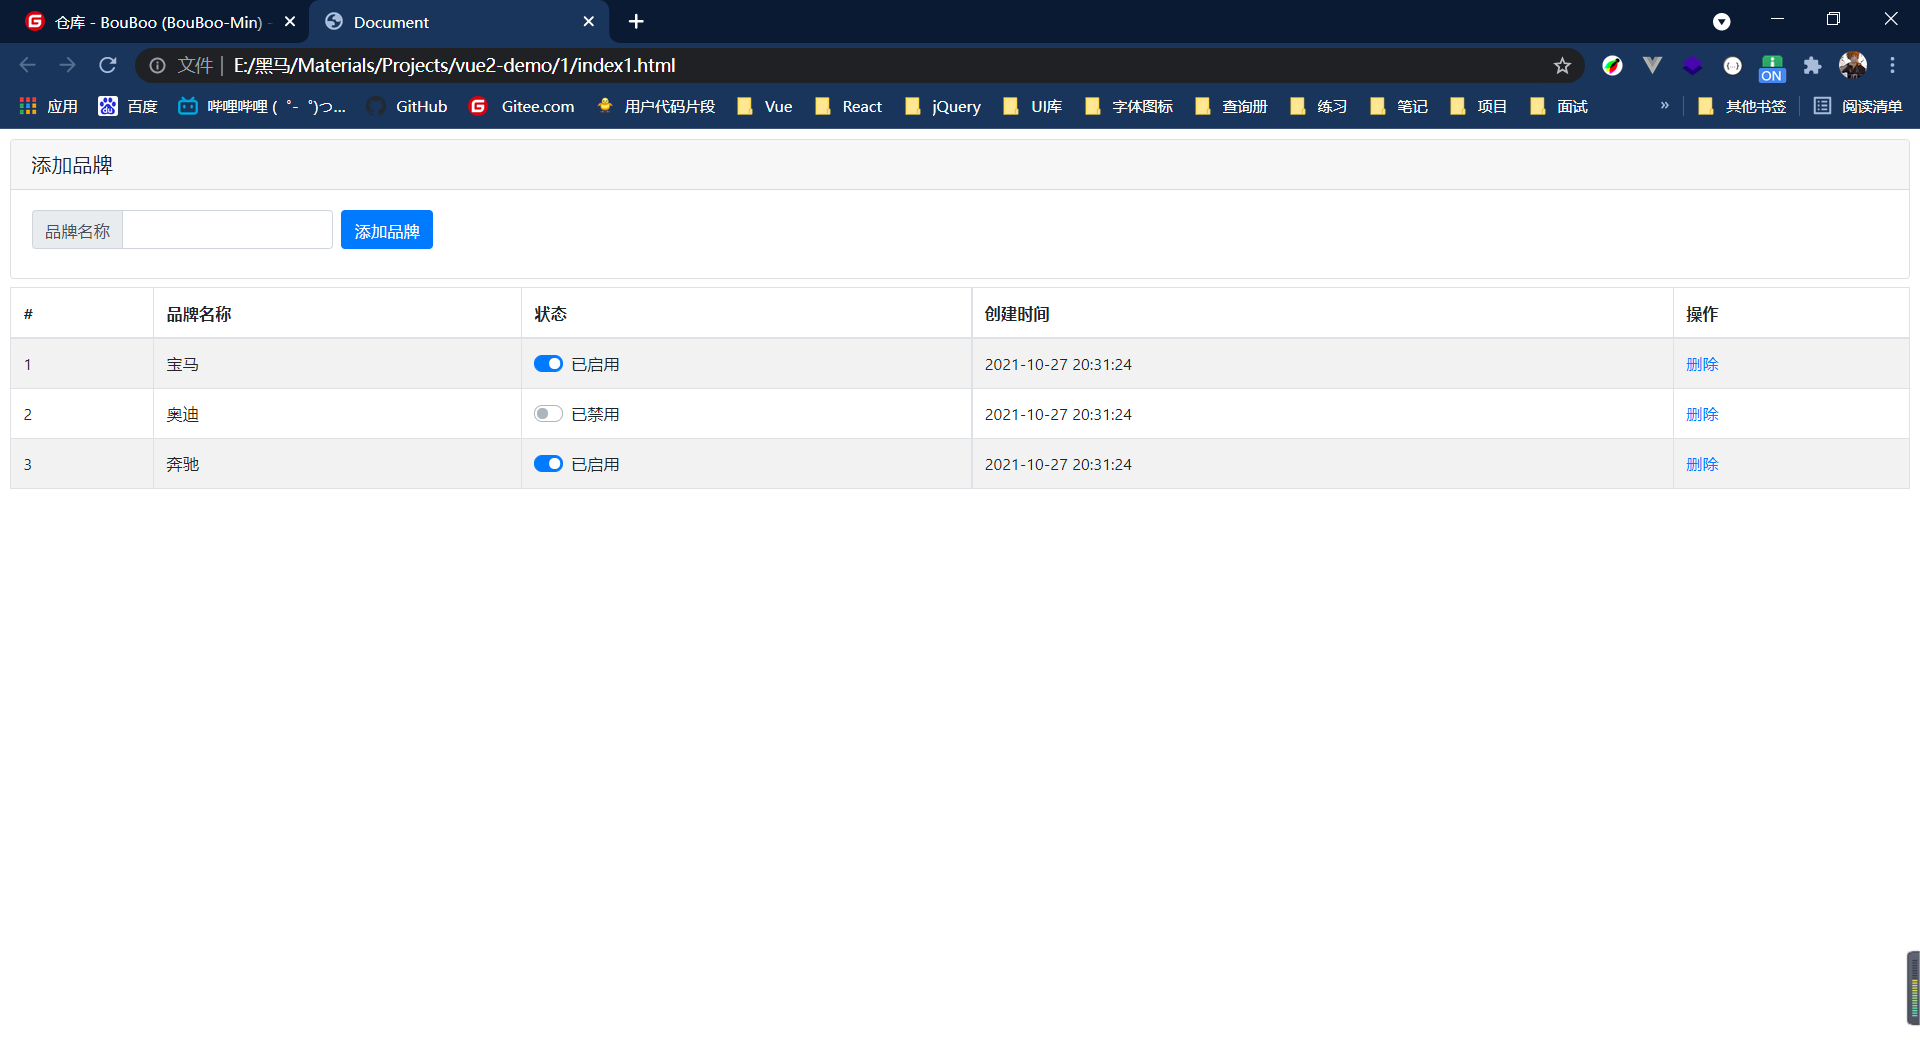 仓库 - BouBoo (BouBoo-Min) -
Document
文件 | E:/黑马/Materials/Projects/vue2-demo/1/index1.html
ON
应用 百度 哔哩哔哩 ( ゜- ゜)つ... GitHub Gitee.com 用户代码片段 Vue React jQuery UI库 字体图标 查询册 练习 笔记 项目 面试 » 其他书签 阅读清单
添加品牌
品牌名称 添加品牌
# 品牌名称 状态 创建时间 操作
1 宝马 已启用 2021-10-27 20:31:24 删除
2 奥迪 已禁用 2021-10-27 20:31:24 删除
3 奔驰 已启用 2021-10-27 20:31:24 删除